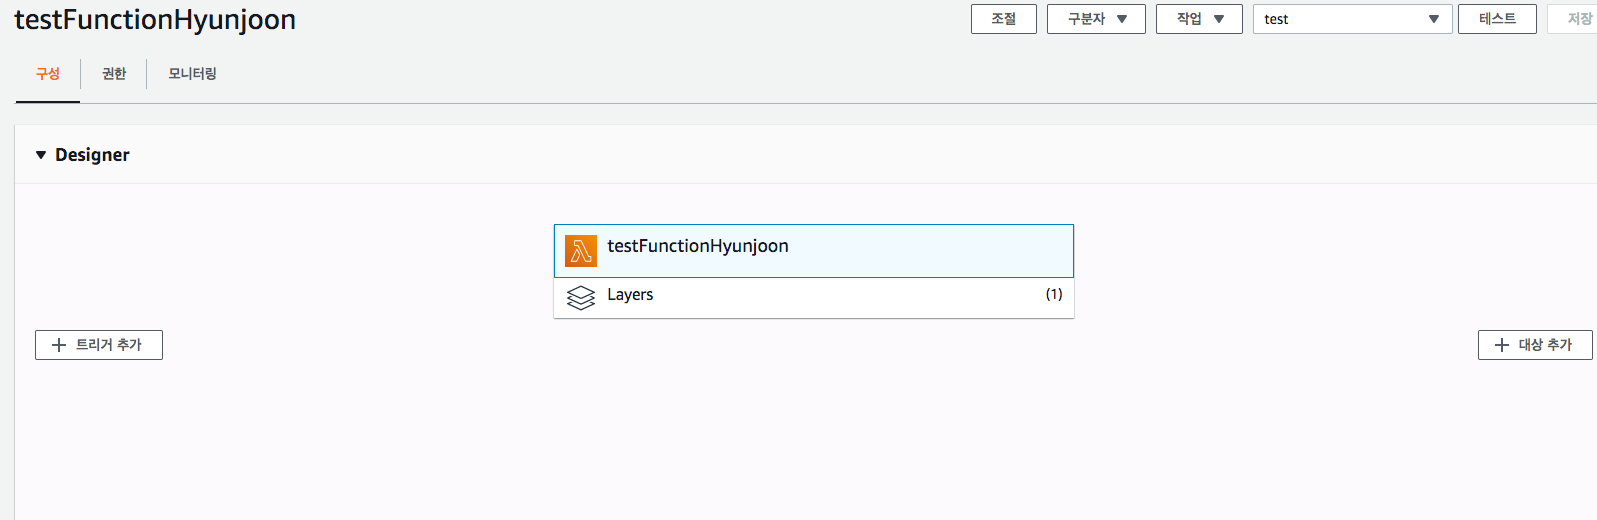 testFunctionHyunjoon
조절 구분자 작업 test 테스트 저장
구성 권한 모니터링
Designer
testFunctionHyunjoon
Layers (1)
트리거 추가 대상 추가